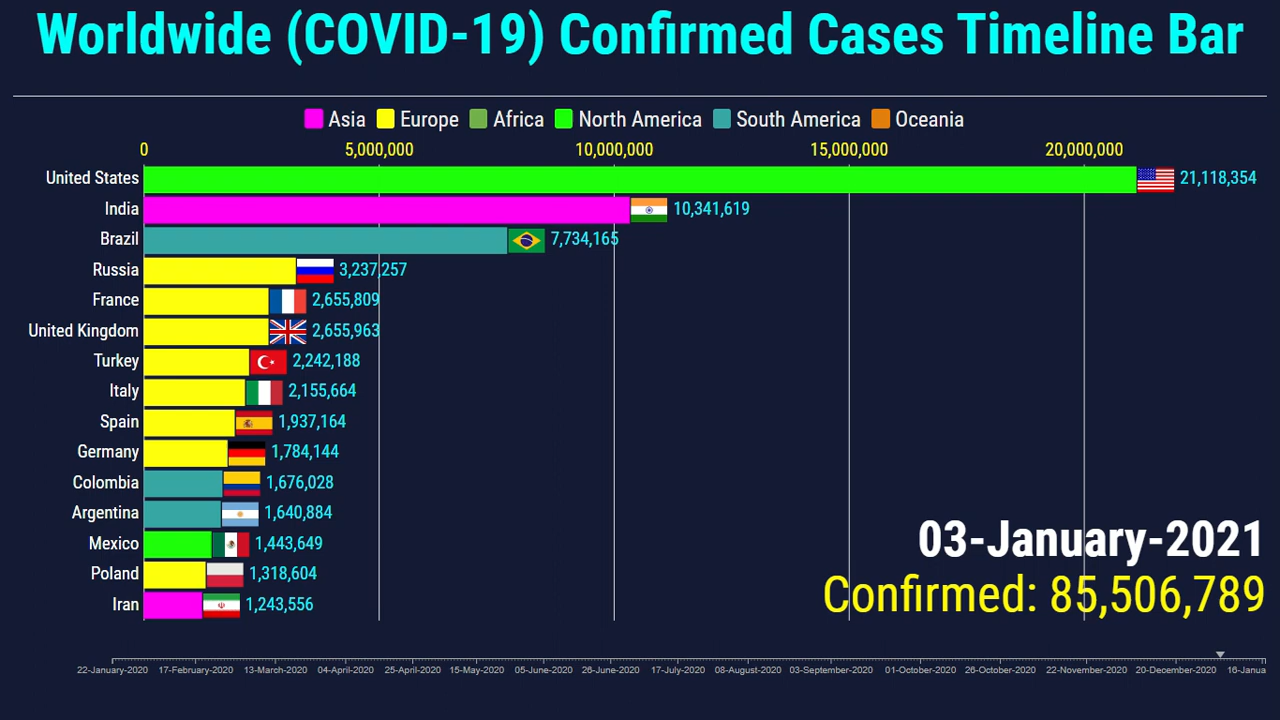 Worldwide (COVID-19) Confirmed Cases Timeline Bar
Asia Europe Africa North America South America Oceania
0 5,000,000 10,000,000 15,000,000 20,000,000
United States 21,118,354
India 10,341,619
Brazil 7,734,165
Russia 3,237,257
France 2,655,809
United Kingdom 2,655,963
Turkey 2,242,188
Italy 2,155,664
Spain 1,937,164
Germany 1,784,144
Colombia 1,676,028
Argentina 1,640,884
Mexico 1,443,649
Poland 1,318,604
Iran 1,243,556
03-January-2021
Confirmed: 85,506,789
22-January-2020 17-February-2020 13-March-2020 04-April-2020 25-April-2020 15-May-2020 05-June-2020 26-June-2020 17-July-2020 08-August-2020 03-September-2020 01-October-2020 26-October-2020 22-November-2020 20-December-2020 16-Janua